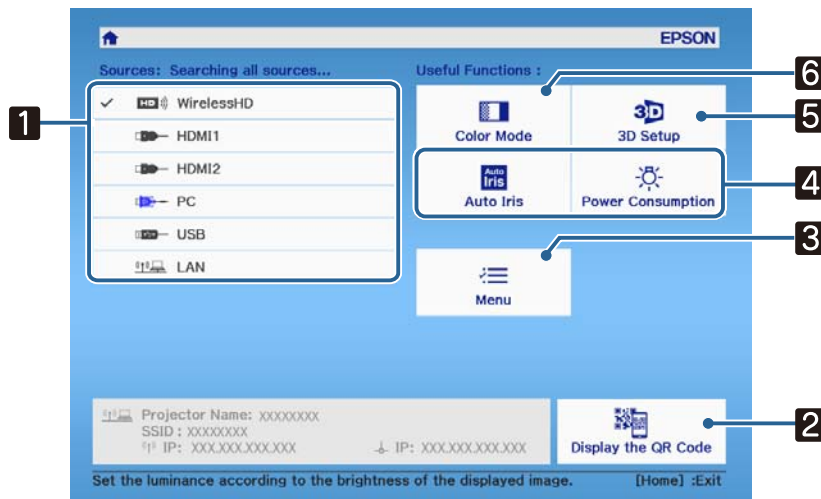 EPSON
Sources: Searching all sources...
Useful Functions :
1
HD WirelessHD
HDMI1
HDMI2
PC
USB
LAN
6
Color Mode
5
3D
3D Setup
4
Auto
Iris
Auto Iris
Power Consumption
3
Menu
Projector Name: XXXXXXXX
SSID : XXXXXXXX
IP: XXX.XXX.XXX.XXX
IP: XXX.XXX.XXX.XXX
2
Display the QR Code
Set the luminance according to the brightness of the displayed image.
[Home] :Exit